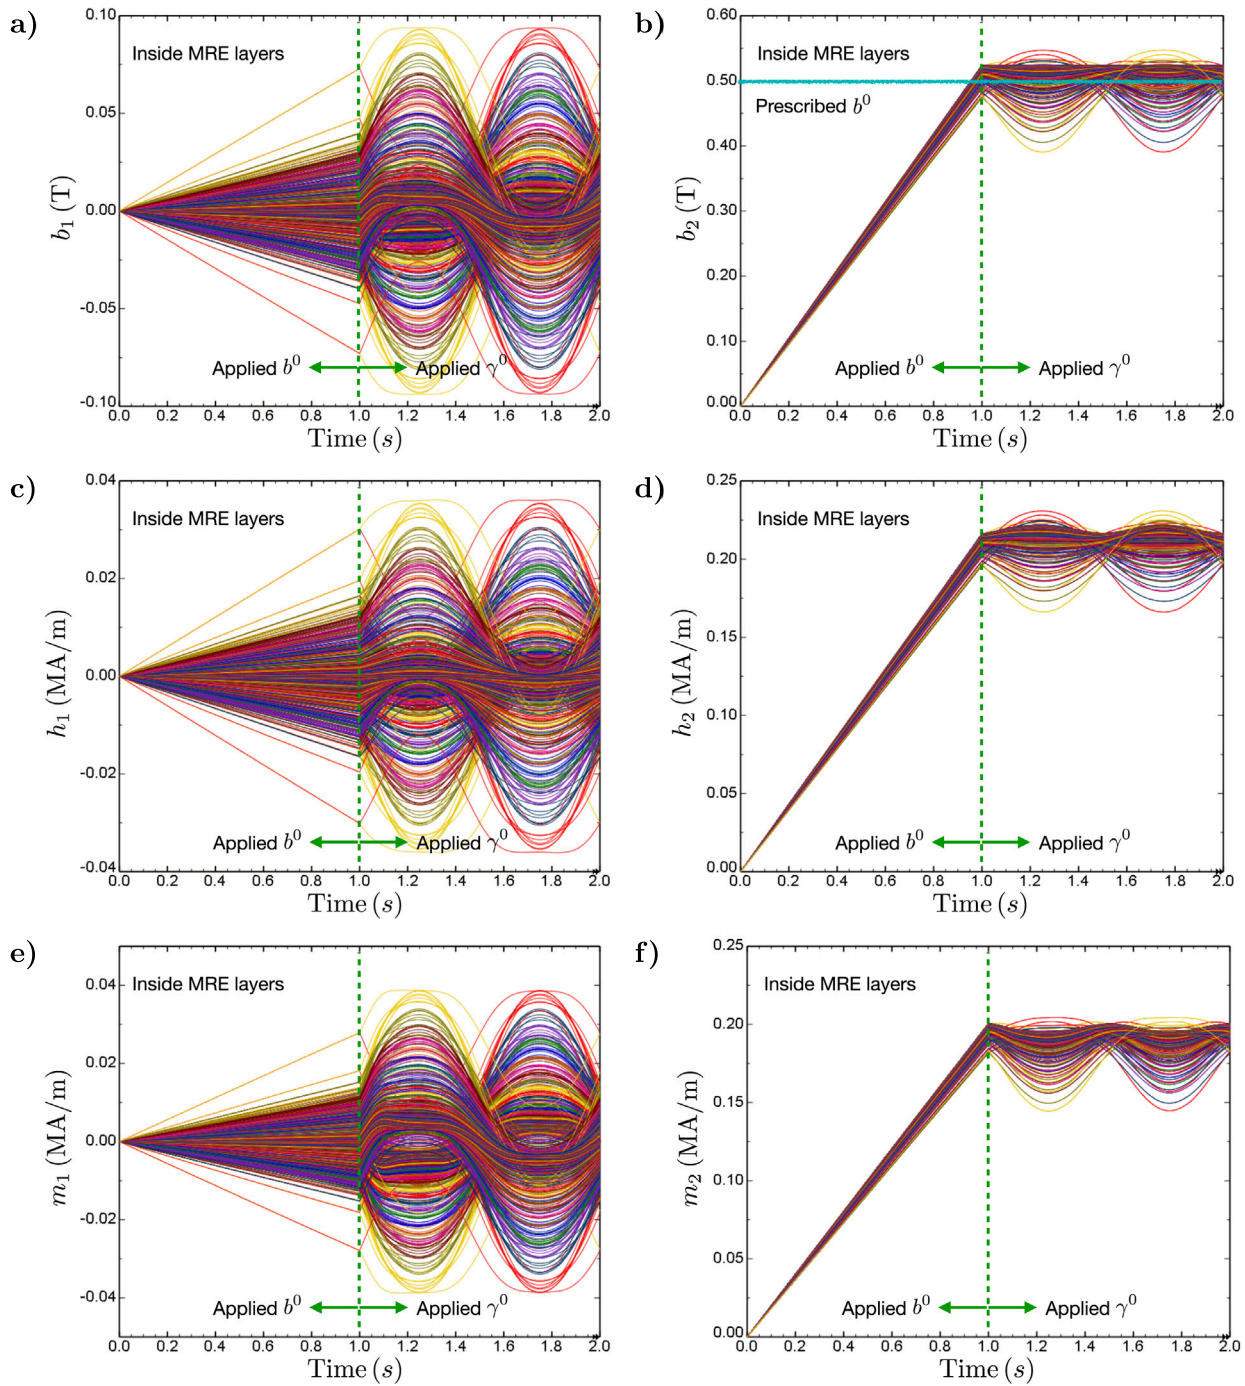 a)
0.10
0.05
0.00
-0.05
-0.10
b₁ (T)
Inside MRE layers
Applied b⁰
Applied γ⁰
0.0 0.2 0.4 0.6 0.8 1.0 1.2 1.4 1.6 1.8 2.0
Time (s)
b)
0.60
0.50
0.40
0.30
0.20
0.10
0.00
b₂ (T)
Inside MRE layers
Prescribed b⁰
Applied b⁰
Applied γ⁰
0.0 0.2 0.4 0.6 0.8 1.0 1.2 1.4 1.6 1.8 2.0
Time (s)
c)
0.04
0.02
0.00
-0.02
-0.04
h₁ (MA/m)
Inside MRE layers
Applied b⁰
Applied γ⁰
0.0 0.2 0.4 0.6 0.8 1.0 1.2 1.4 1.6 1.8 2.0
Time (s)
d)
0.25
0.20
0.15
0.10
0.05
0.00
h₂ (MA/m)
Inside MRE layers
Applied b⁰
Applied γ⁰
0.0 0.2 0.4 0.6 0.8 1.0 1.2 1.4 1.6 1.8 2.0
Time (s)
e)
0.04
0.02
0.00
-0.02
-0.04
m₁ (MA/m)
Inside MRE layers
Applied b⁰
Applied γ⁰
0.0 0.2 0.4 0.6 0.8 1.0 1.2 1.4 1.6 1.8 2.0
Time (s)
f)
0.25
0.20
0.15
0.10
0.05
0.00
m₂ (MA/m)
Inside MRE layers
Applied b⁰
Applied γ⁰
0.0 0.2 0.4 0.6 0.8 1.0 1.2 1.4 1.6 1.8 2.0
Time (s)